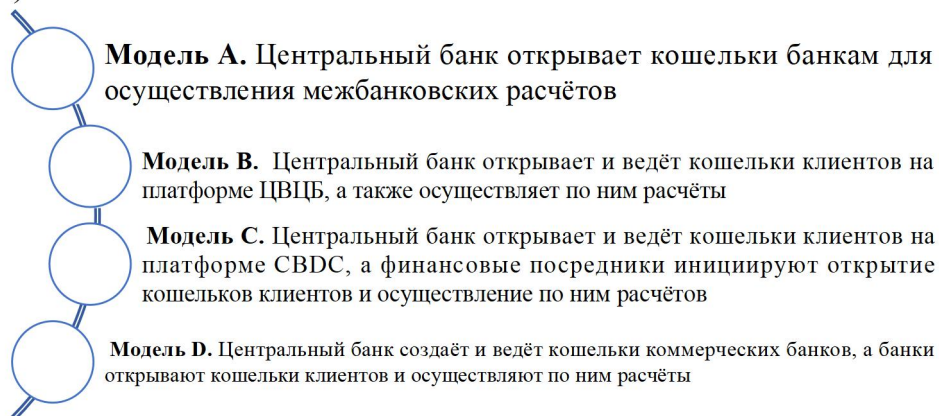 Модель А. Центральный банк открывает кошельки банкам для
осуществления межбанковских расчётов
Модель В. Центральный банк открывает и ведёт кошельки клиентов на
платформе ЦВЦБ, а также осуществляет по ним расчёты
Модель С. Центральный банк открывает и ведёт кошельки клиентов на
платформе CBDC, а финансовые посредники инициируют открытие
кошельков клиентов и осуществление по ним расчётов
Модель D. Центральный банк создаёт и ведёт кошельки коммерческих банков, а банки
открывают кошельки клиентов и осуществляют по ним расчёты